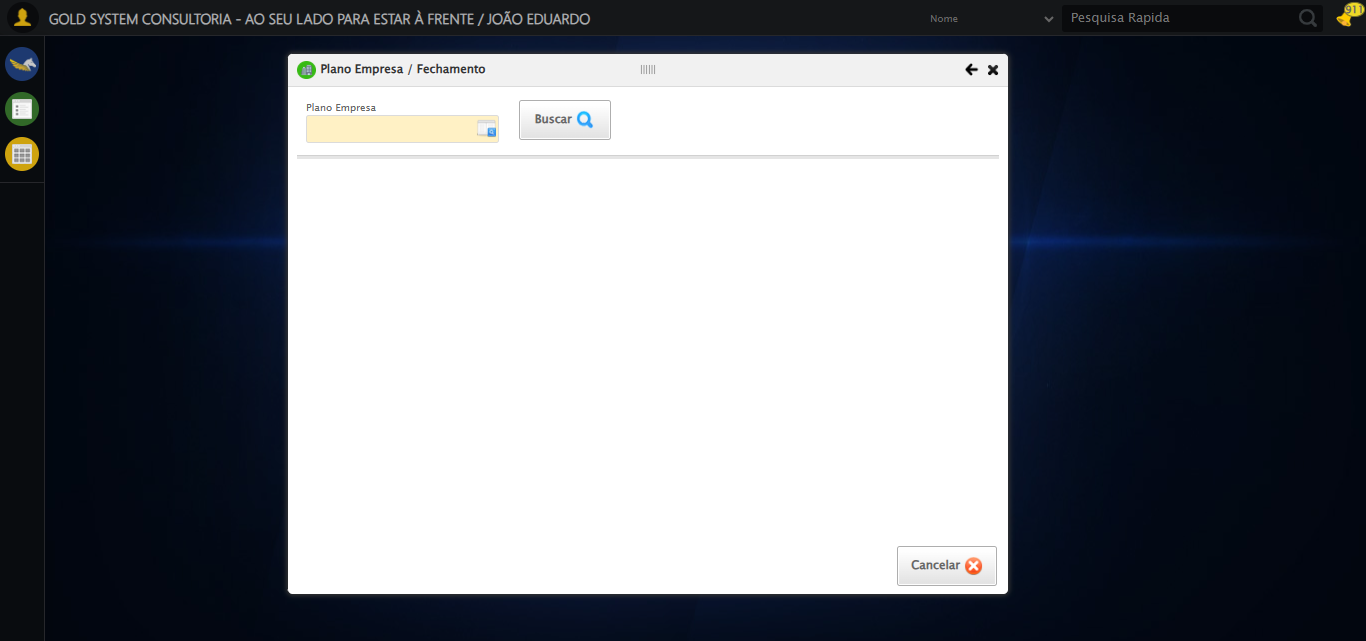 GOLD SYSTEM CONSULTORIA - AO SEU LADO PARA ESTAR À FRENTE / JOÃO EDUARDO
Nome
Pesquisa Rapida
911
Plano Empresa / Fechamento
Plano Empresa
Buscar
Cancelar